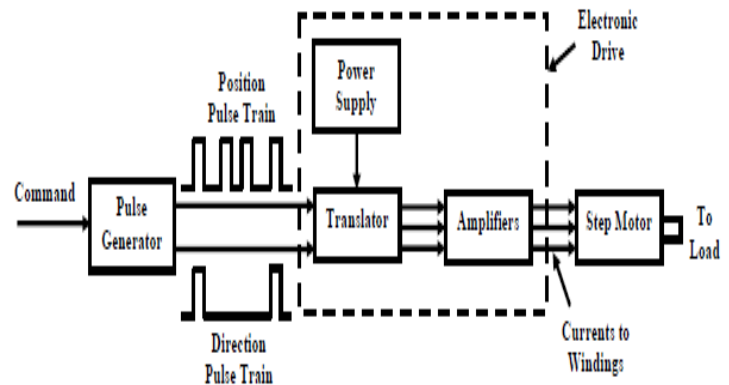 Electronic
Drive
Power
Supply
Position
Pulse Train
Command
Pulse
Generator
Translator
Amplifiers
Step Motor
To
Load
Direction
Pulse Train
Currents to
Windings